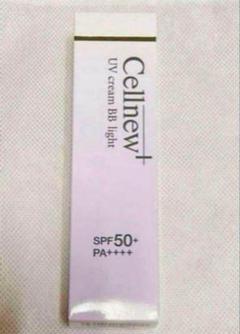 Cellnew+
UV cream BB light
SPF50+
PA++++